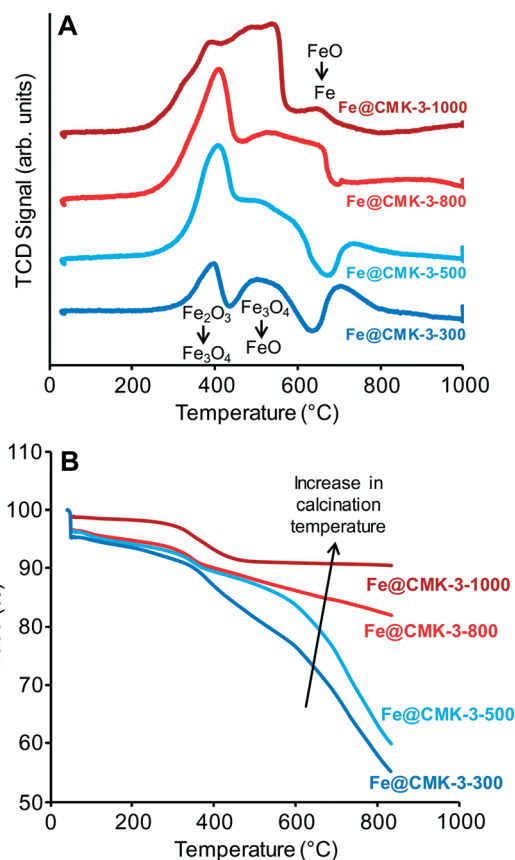 A
TCD Signal (arb. units)
FeO
Fe
Fe@CMK-3-1000
Fe@CMK-3-800
Fe@CMK-3-500
Fe@CMK-3-300
Fe₂O₃
Fe₃O₄
Fe₃O₄
FeO
0 200 400 600 800 1000
Temperature (°C)
B
110
100
90
80
70
60
50
Increase in
calcination
temperature
Fe@CMK-3-1000
Fe@CMK-3-800
Fe@CMK-3-500
Fe@CMK-3-300
0 200 400 600 800 1000
Temperature (°C)